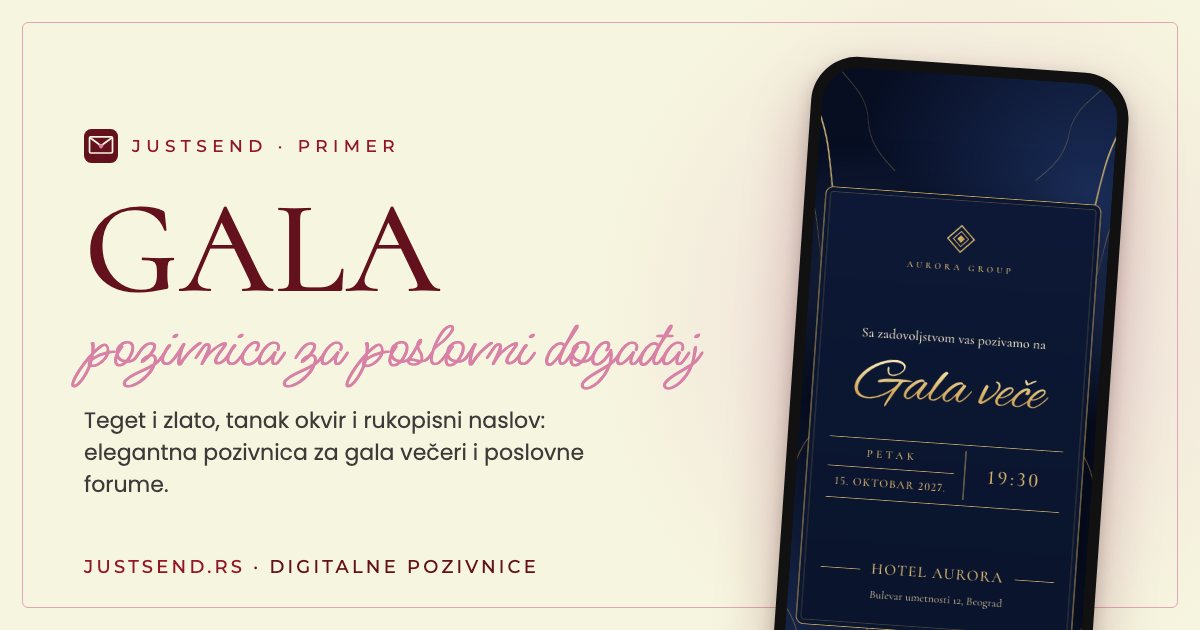 JUSTSEND · PRIMER
GALA
pozivnica za poslovni događaj
Teget i zlato, tanak okvir i rukopisni naslov:
elegantna pozivnica za gala večeri i poslovne
forume.
JUSTSEND.RS · DIGITALNE POZIVNICE
AURORA GROUP
Sa zadovoljstvom vas pozivamo na
Gala veče
PETAK
15. OKTOBAR 2027.
19:30
HOTEL AURORA
Bulevar umetnosti 12, Beograd